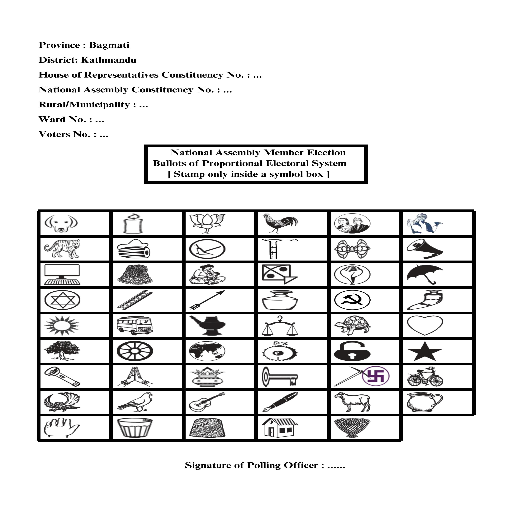 Province : Bagmati
District: Kathmandu
House of Representatives Constituency No. : ...
National Assembly Constituency No. : ...
Rural/Municipality : ...
Ward No. : ...
Voters No. : ...
National Assembly Member Election
Ballots of Proportional Electoral System
[ Stamp only inside a symbol box ]
Signature of Polling Officer : ......